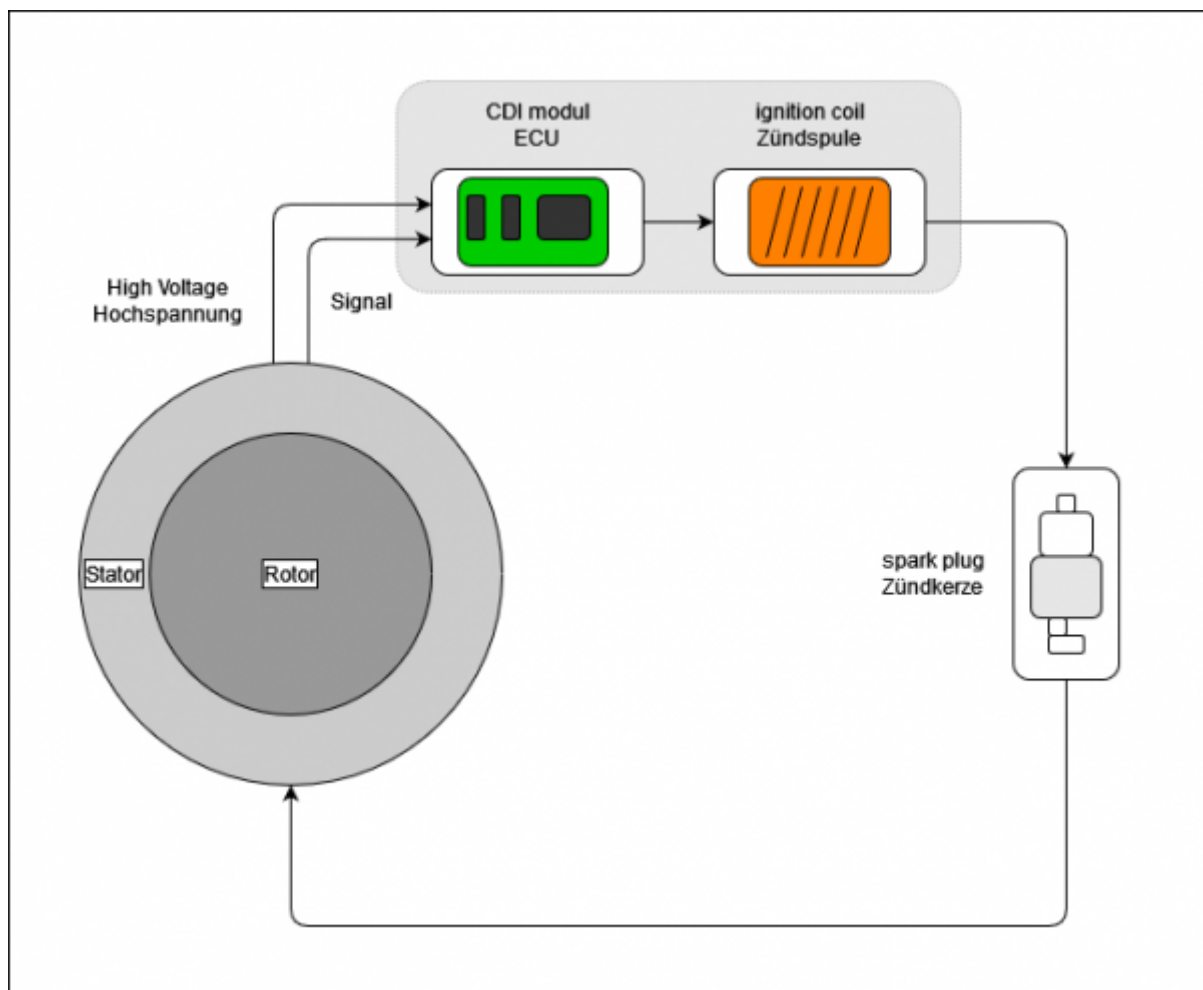 CDI modul
ECU
ignition coil
Zündspule
High Voltage
Hochspannung
Signal
Stator
Rotor
spark plug
Zündkerze